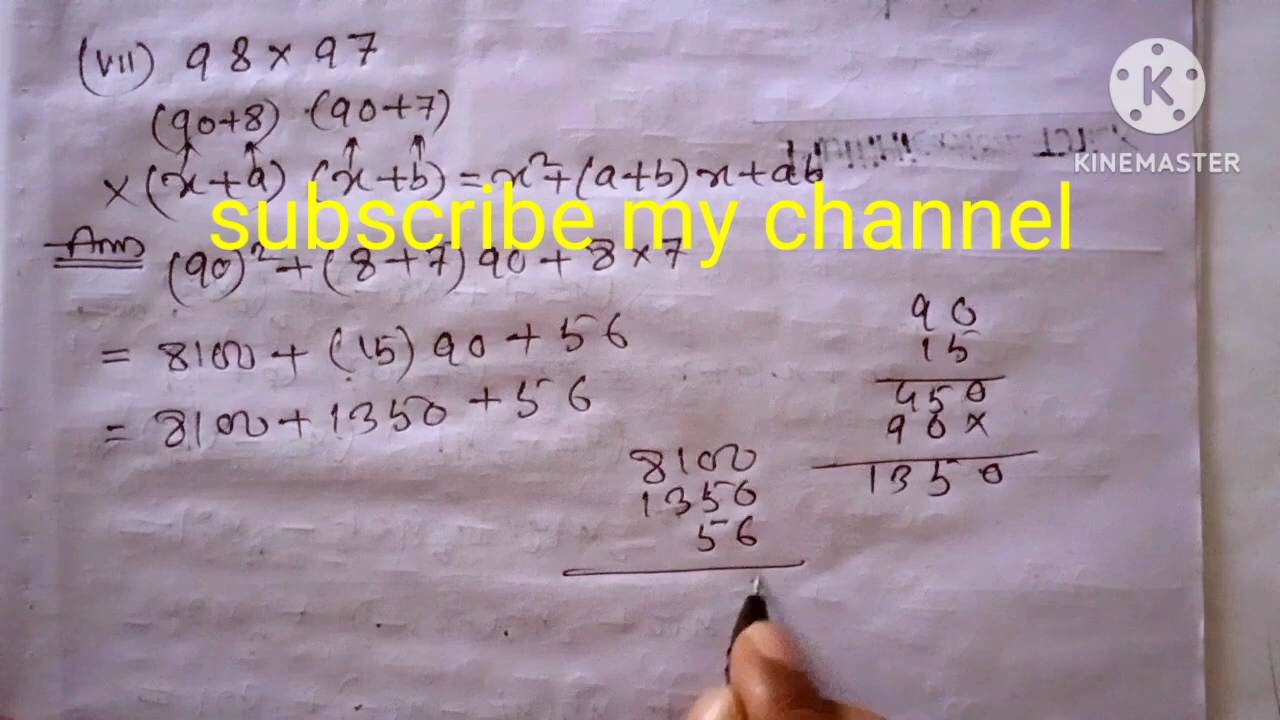 (VII) 98 × 97
(90+8) (90+7)
× (x+a) (x+b) = x²+(a+b)x+ab
subscribe my channel
Ans (90)²+(8+7)90+8×7
= 8100+(15)90+56
= 8100+1350+56
90
15
450
90×
1350
8100
1350
56
K
KINEMASTER